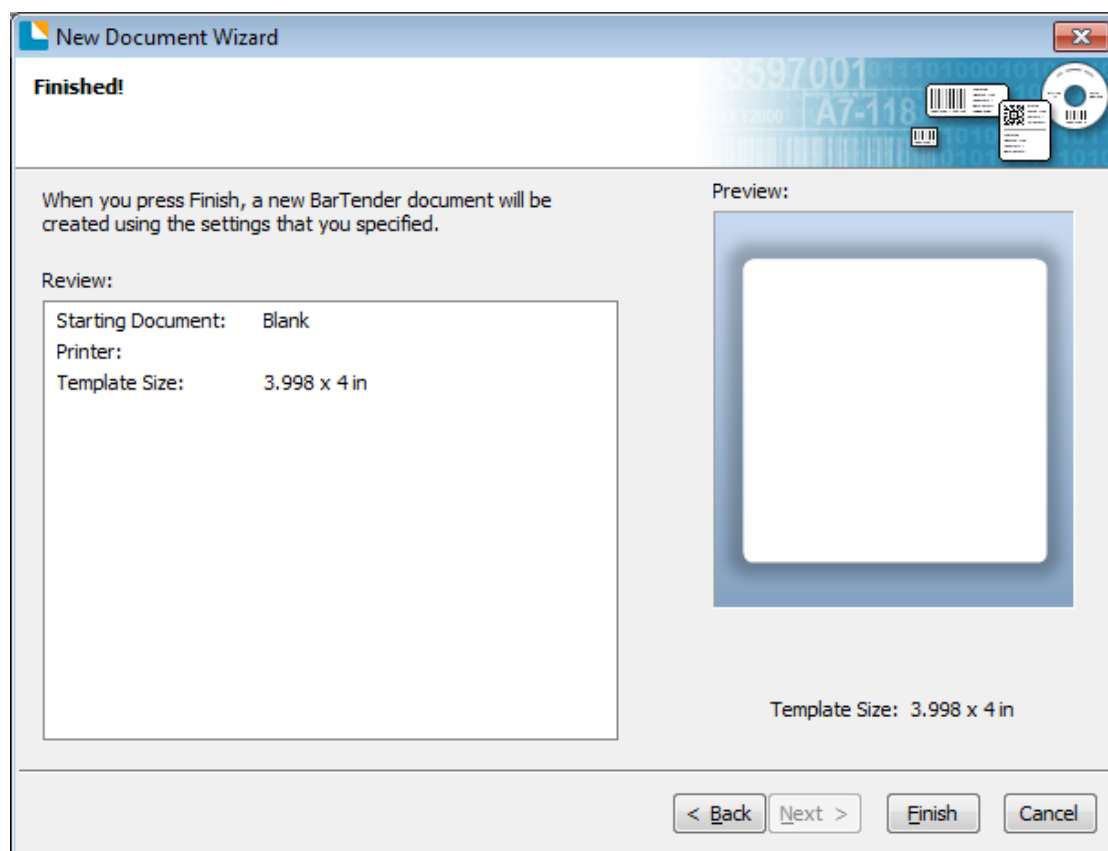 New Document Wizard
Finished!
3597001
A7-118
When you press Finish, a new BarTender document will be
created using the settings that you specified.
Preview:
Review:
Starting Document: Blank
Printer:
Template Size: 3.998 x 4 in
Template Size: 3.998 x 4 in
< Back Next > Finish Cancel